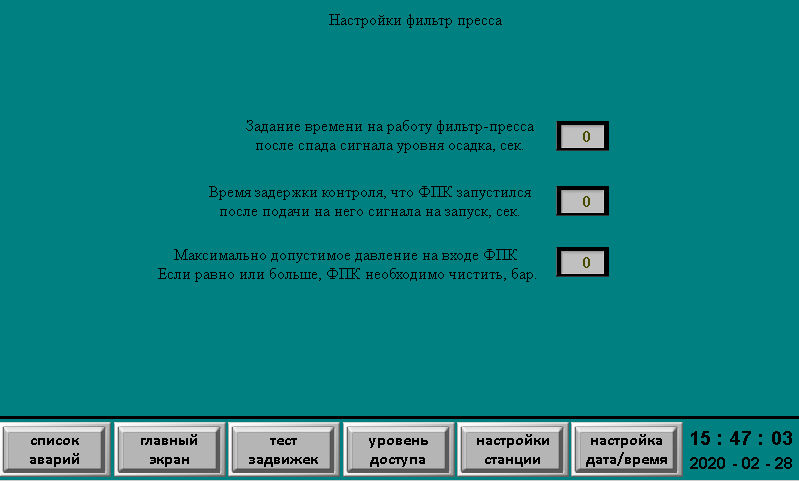 Настройки фильтр пресса
Задание времени на работу фильтр-пресса
после спада сигнала уровня осадка, сек.
0
Время задержки контроля, что ФПК запустился
после подачи на него сигнала на запуск, сек.
0
Максимально допустимое давление на входе ФПК
Если равно или больше, ФПК необходимо чистить, бар.
0
список
аварий
главный
экран
тест
задвижек
уровень
доступа
настройки
станции
настройка
дата/время
15 : 47 : 03
2020 - 02 - 28